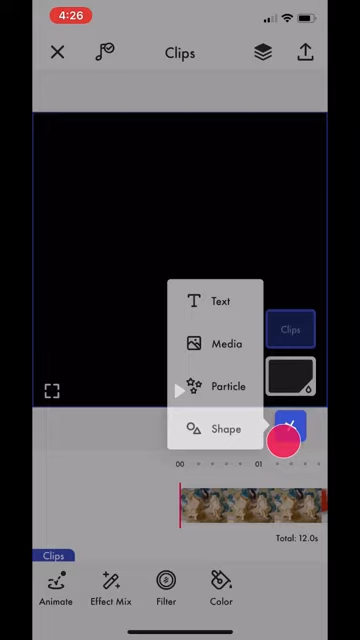 4:26
Clips
Text
Clips
Media
Particle
Shape
00
01
Total: 12.0s
Clips
Animate
Effect Mix
Filter
Color